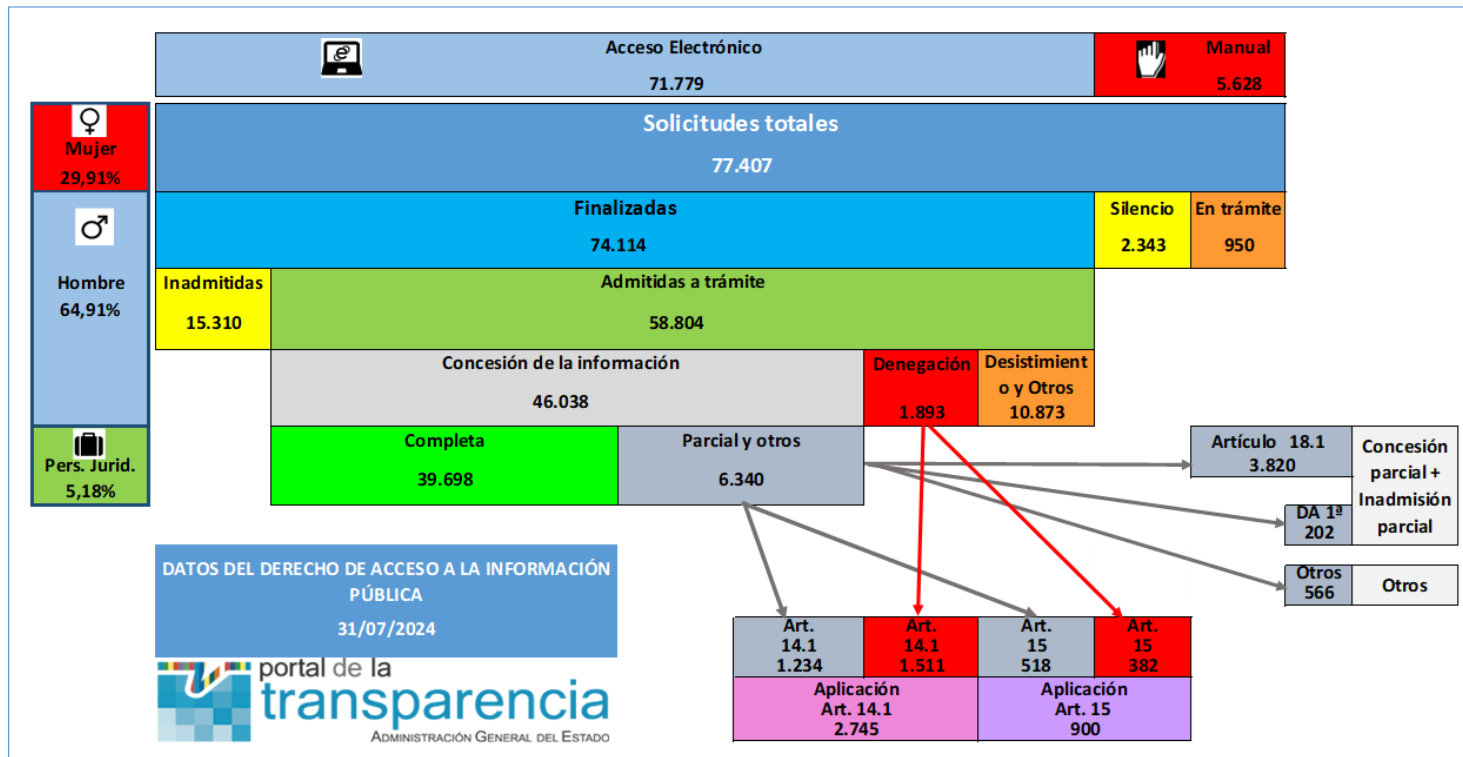 Acceso Electrónico
71.779
Manual
5.628
Mujer
29,91%
Solicitudes totales
77.407
Hombre
64,91%
Finalizadas
74.114
Silencio
2.343
En trámite
950
Inadmitidas
15.310
Admitidas a trámite
58.804
Concesión de la información
46.038
Denegación
1.893
Desistimient
o y Otros
10.873
Pers. Jurid.
5,18%
Completa
39.698
Parcial y otros
6.340
Artículo 18.1
3.820
Concesión
parcial +
Inadmisión
parcial
DA 1ª
202
Otros
566
Otros
DATOS DEL DERECHO DE ACCESO A LA INFORMACIÓN
PÚBLICA
31/07/2024
Art.
14.1
1.234
Art.
14.1
1.511
Art.
15
518
Art.
15
382
Aplicación
Art. 14.1
2.745
Aplicación
Art. 15
900
portal de la
transparencia
ADMINISTRACIÓN GENERAL DEL ESTADO